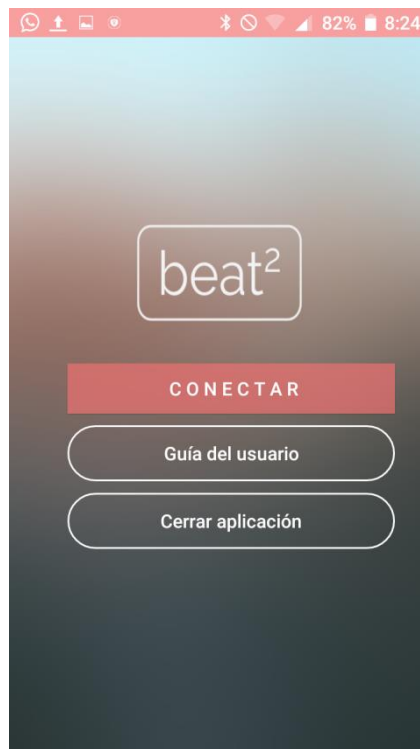 82% 8:24
beat²
CONECTAR
Guía del usuario
Cerrar aplicación